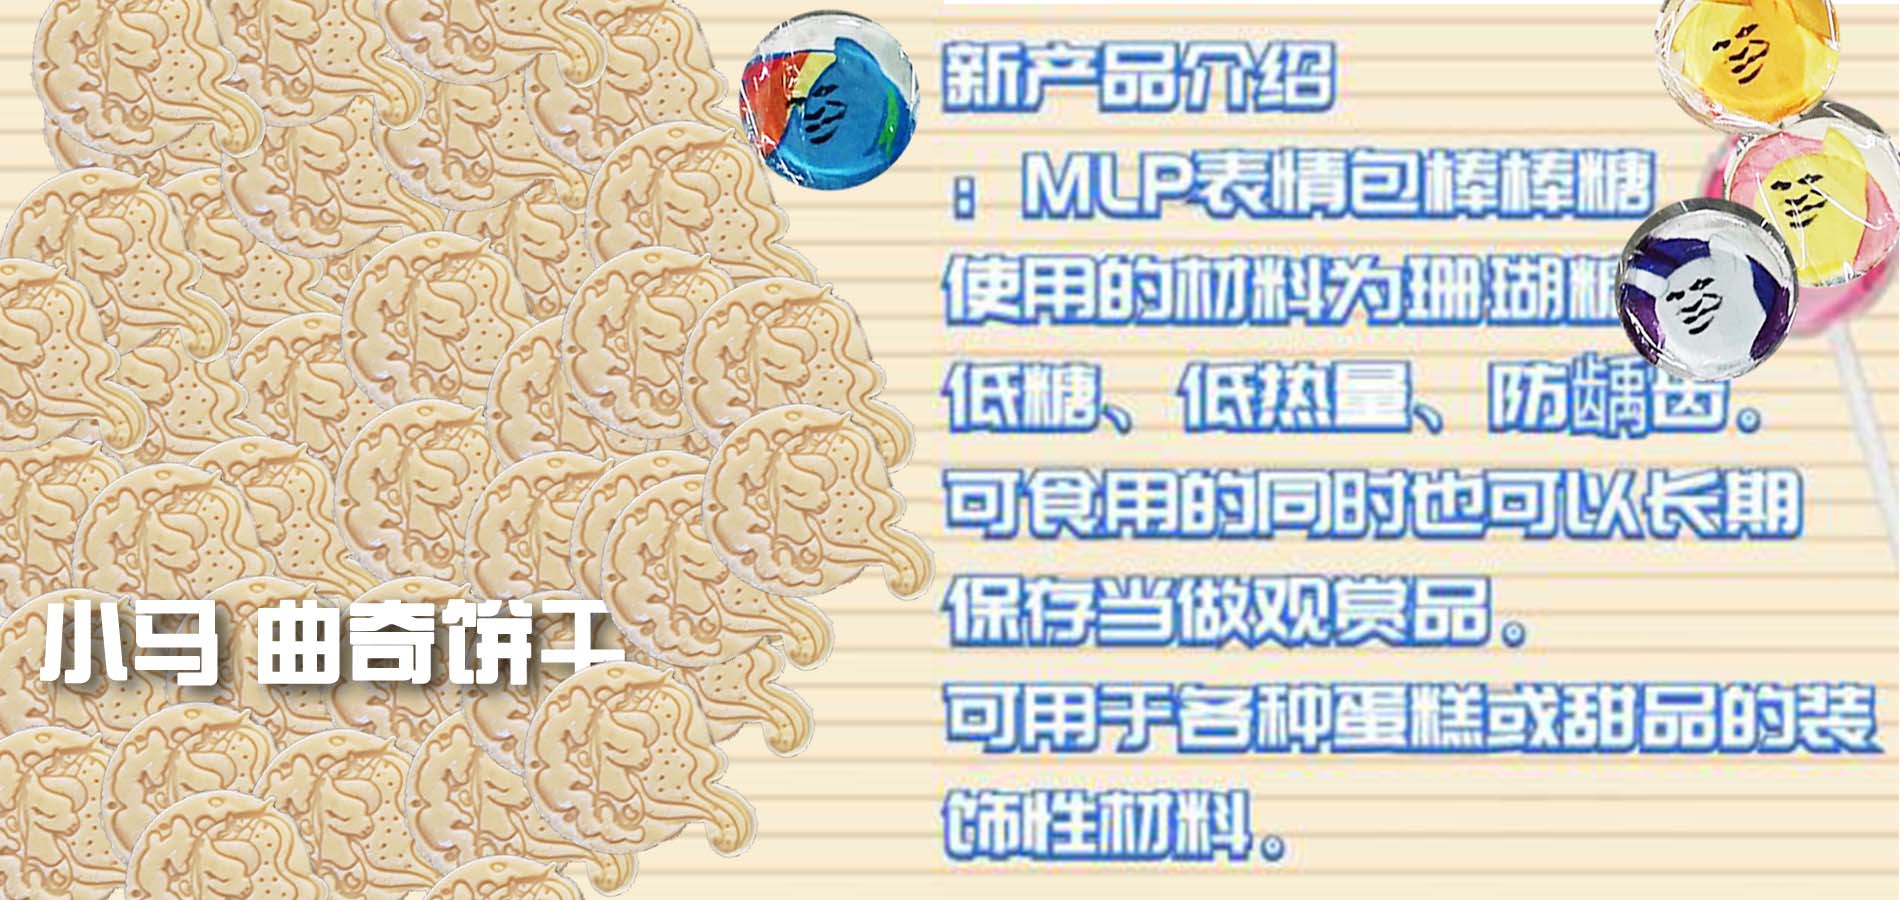 新产品介绍
：MLP表情包棒棒糖
使用的材料为珊瑚糖
低糖、低热量、防龋齿。
可食用的同时也可以长期
保存当做观赏品。
可用于各种蛋糕或甜品的装
饰性材料。
小马 曲奇饼干